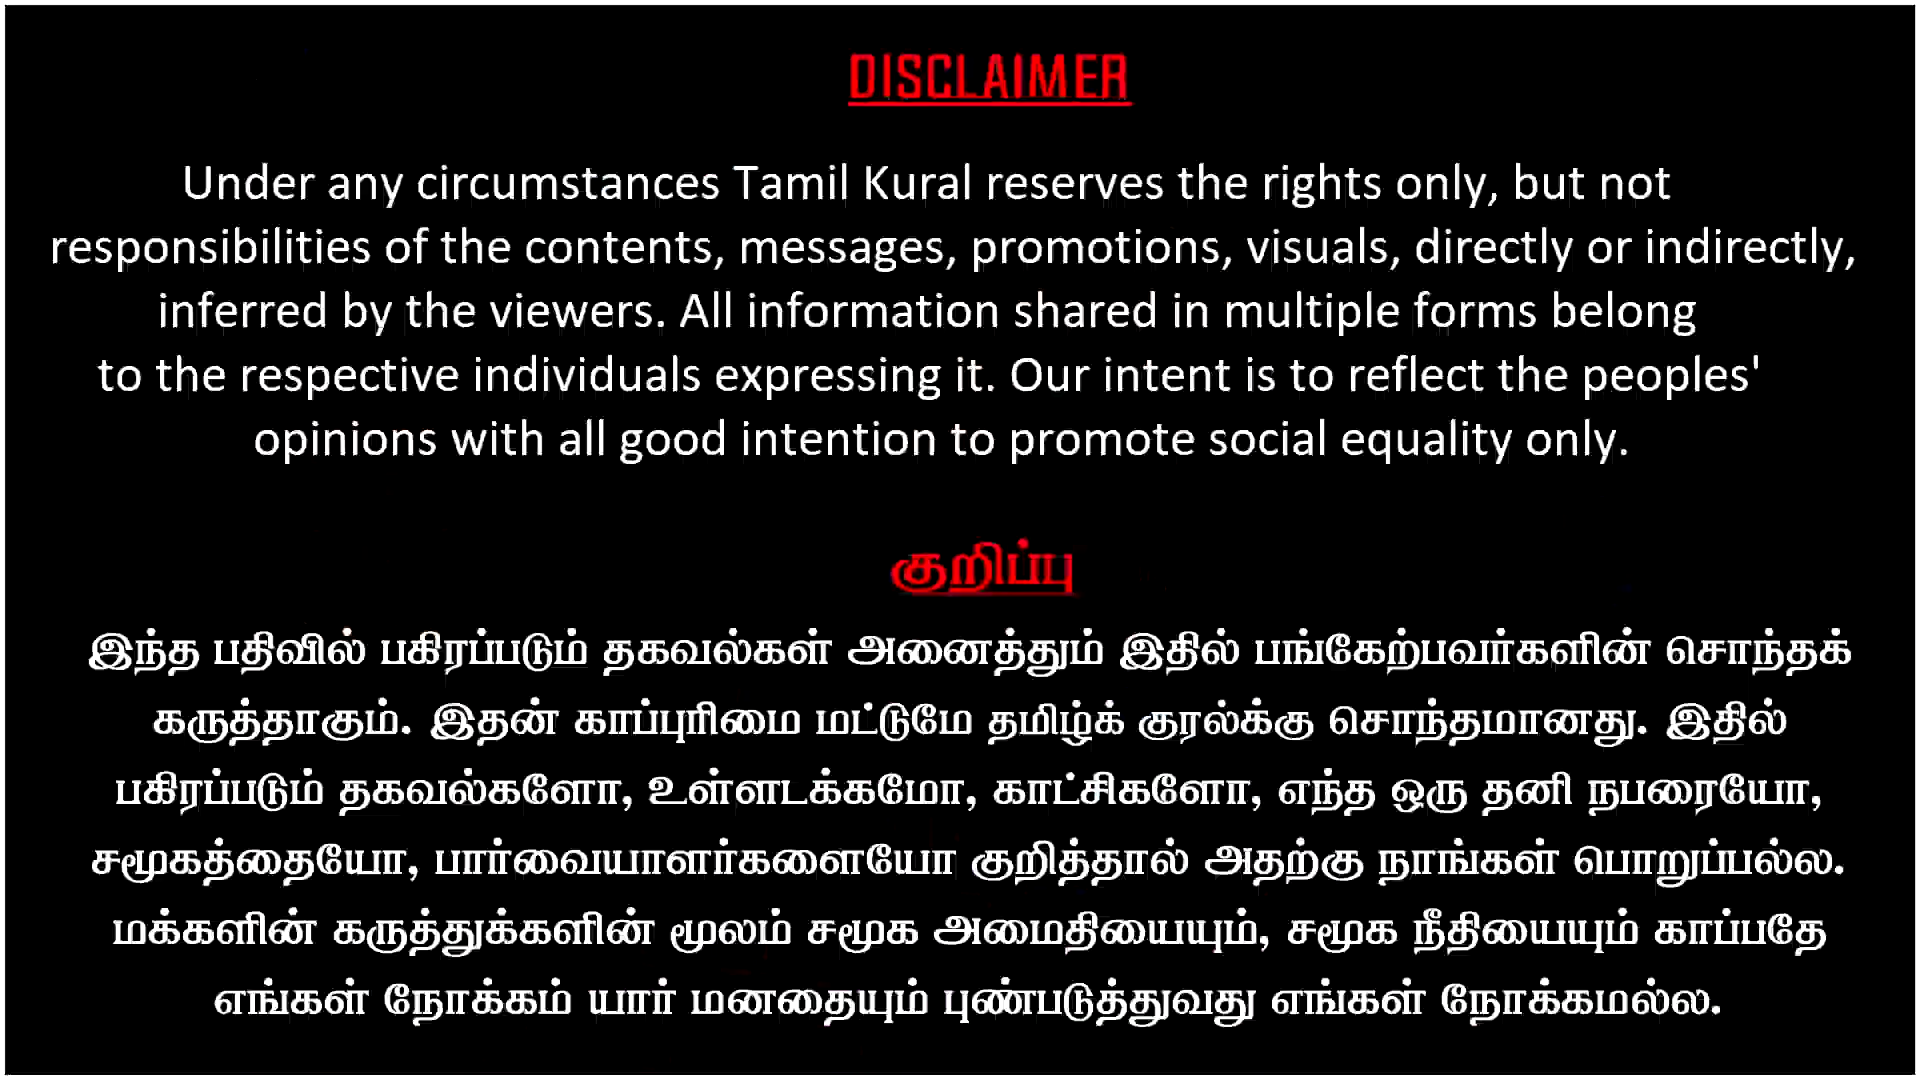 DISCLAIMER
Under any circumstances Tamil Kural reserves the rights only, but not
responsibilities of the contents, messages, promotions, visuals, directly or indirectly,
inferred by the viewers. All information shared in multiple forms belong
to the respective individuals expressing it. Our intent is to reflect the peoples'
opinions with all good intention to promote social equality only.
குறிப்பு
இந்த பதிவில் பகிரப்படும் தகவல்கள் அனைத்தும் இதில் பங்கேற்பவர்களின் சொந்தக்
கருத்தாகும். இதன் காப்புரிமை மட்டுமே தமிழ்க் குரல்க்கு சொந்தமானது. இதில்
பகிரப்படும் தகவல்களோ, உள்ளடக்கமோ, காட்சிகளோ, எந்த ஒரு தனி நபரையோ,
சமூகத்தையோ, பார்வையாளர்களையோ குறித்தால் அதற்கு நாங்கள் பொறுப்பல்ல.
மக்களின் கருத்துக்களின் மூலம் சமூக அமைதியையும், சமூக நீதியையும் காப்பதே
எங்கள் நோக்கம் யார் மனதையும் புண்படுத்துவது எங்கள் நோக்கமல்ல.